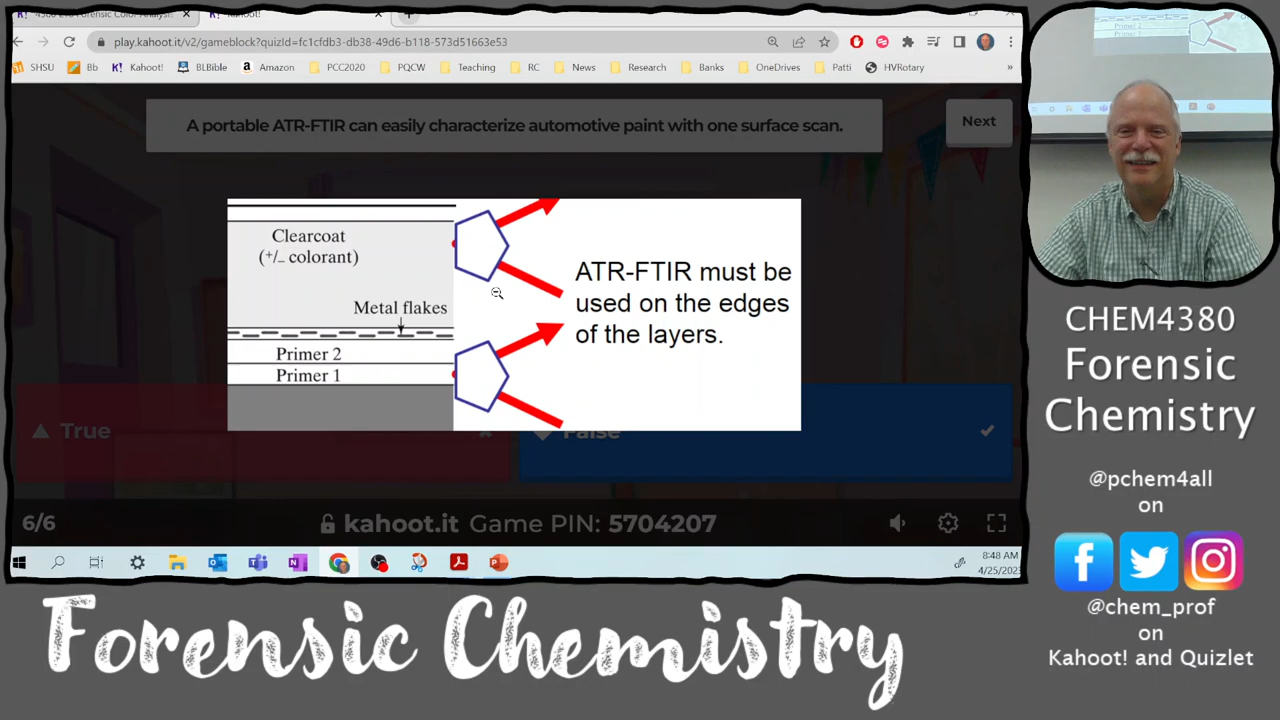 Kahoot!
play.kahoot.it/v2/gameblock?quizId=fc1cfdb3-db38-49d6-b11f-573d51663e53
SHSU
Bb
Kahoot!
BLBible
Amazon
PCC2020
PQCW
Teaching
RC
News
Research
Banks
OneDrives
Patti
HVRotary
»
A portable ATR-FTIR can easily characterize automotive paint with one surface scan.
Next
Clearcoat
(+/_ colorant)
Metal flakes
Primer 2
Primer 1
ATR-FTIR must be
used on the edges
of the layers.
True
False
6/6
kahoot.it Game PIN: 5704207
8:48 AM
4/25/2023
CHEM4380
Forensic
Chemistry
@pchem4all
on
@chem_prof
on
Kahoot! and Quizlet
Forensic Chemistry